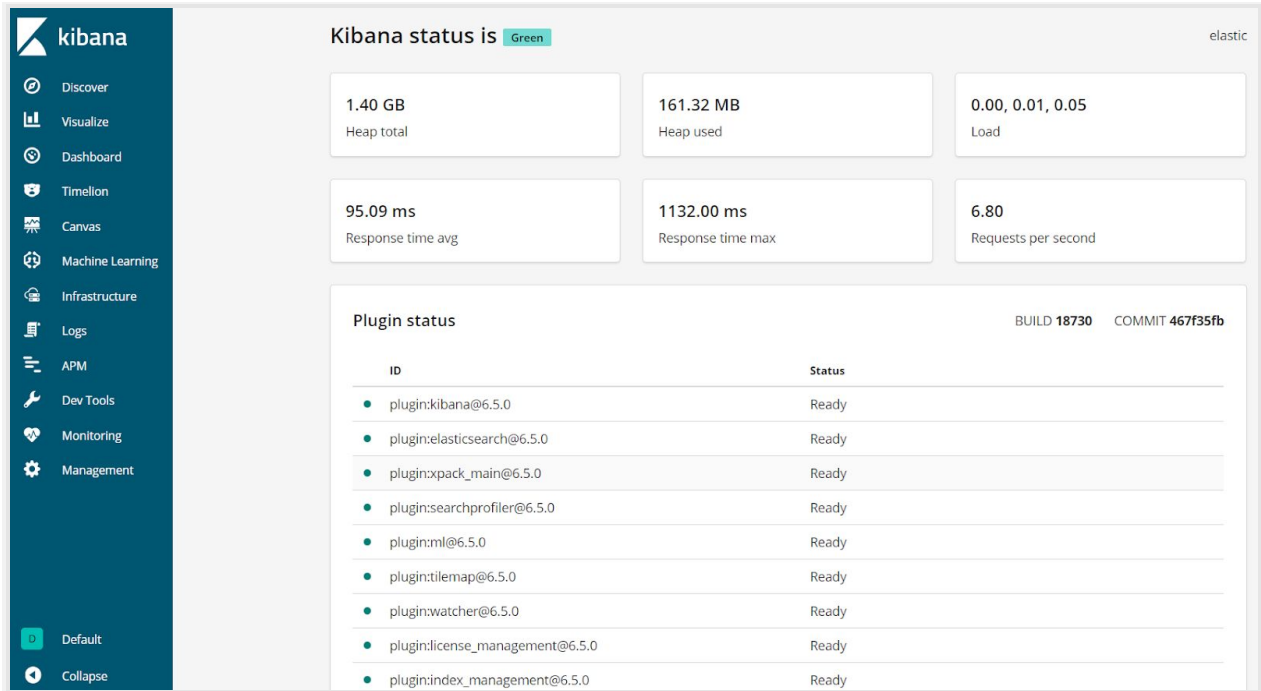 kibana
Discover
Visualize
Dashboard
Timelion
Canvas
Machine Learning
Infrastructure
Logs
APM
Dev Tools
Monitoring
Management
D Default
Collapse
Kibana status is Green
elastic
1.40 GB
Heap total
161.32 MB
Heap used
0.00, 0.01, 0.05
Load
95.09 ms
Response time avg
1132.00 ms
Response time max
6.80
Requests per second
Plugin status
BUILD 18730 COMMIT 467f35fb
ID Status
plugin:kibana@6.5.0 Ready
plugin:elasticsearch@6.5.0 Ready
plugin:xpack_main@6.5.0 Ready
plugin:searchprofiler@6.5.0 Ready
plugin:ml@6.5.0 Ready
plugin:tilemap@6.5.0 Ready
plugin:watcher@6.5.0 Ready
plugin:license_management@6.5.0 Ready
plugin:index_management@6.5.0 Ready